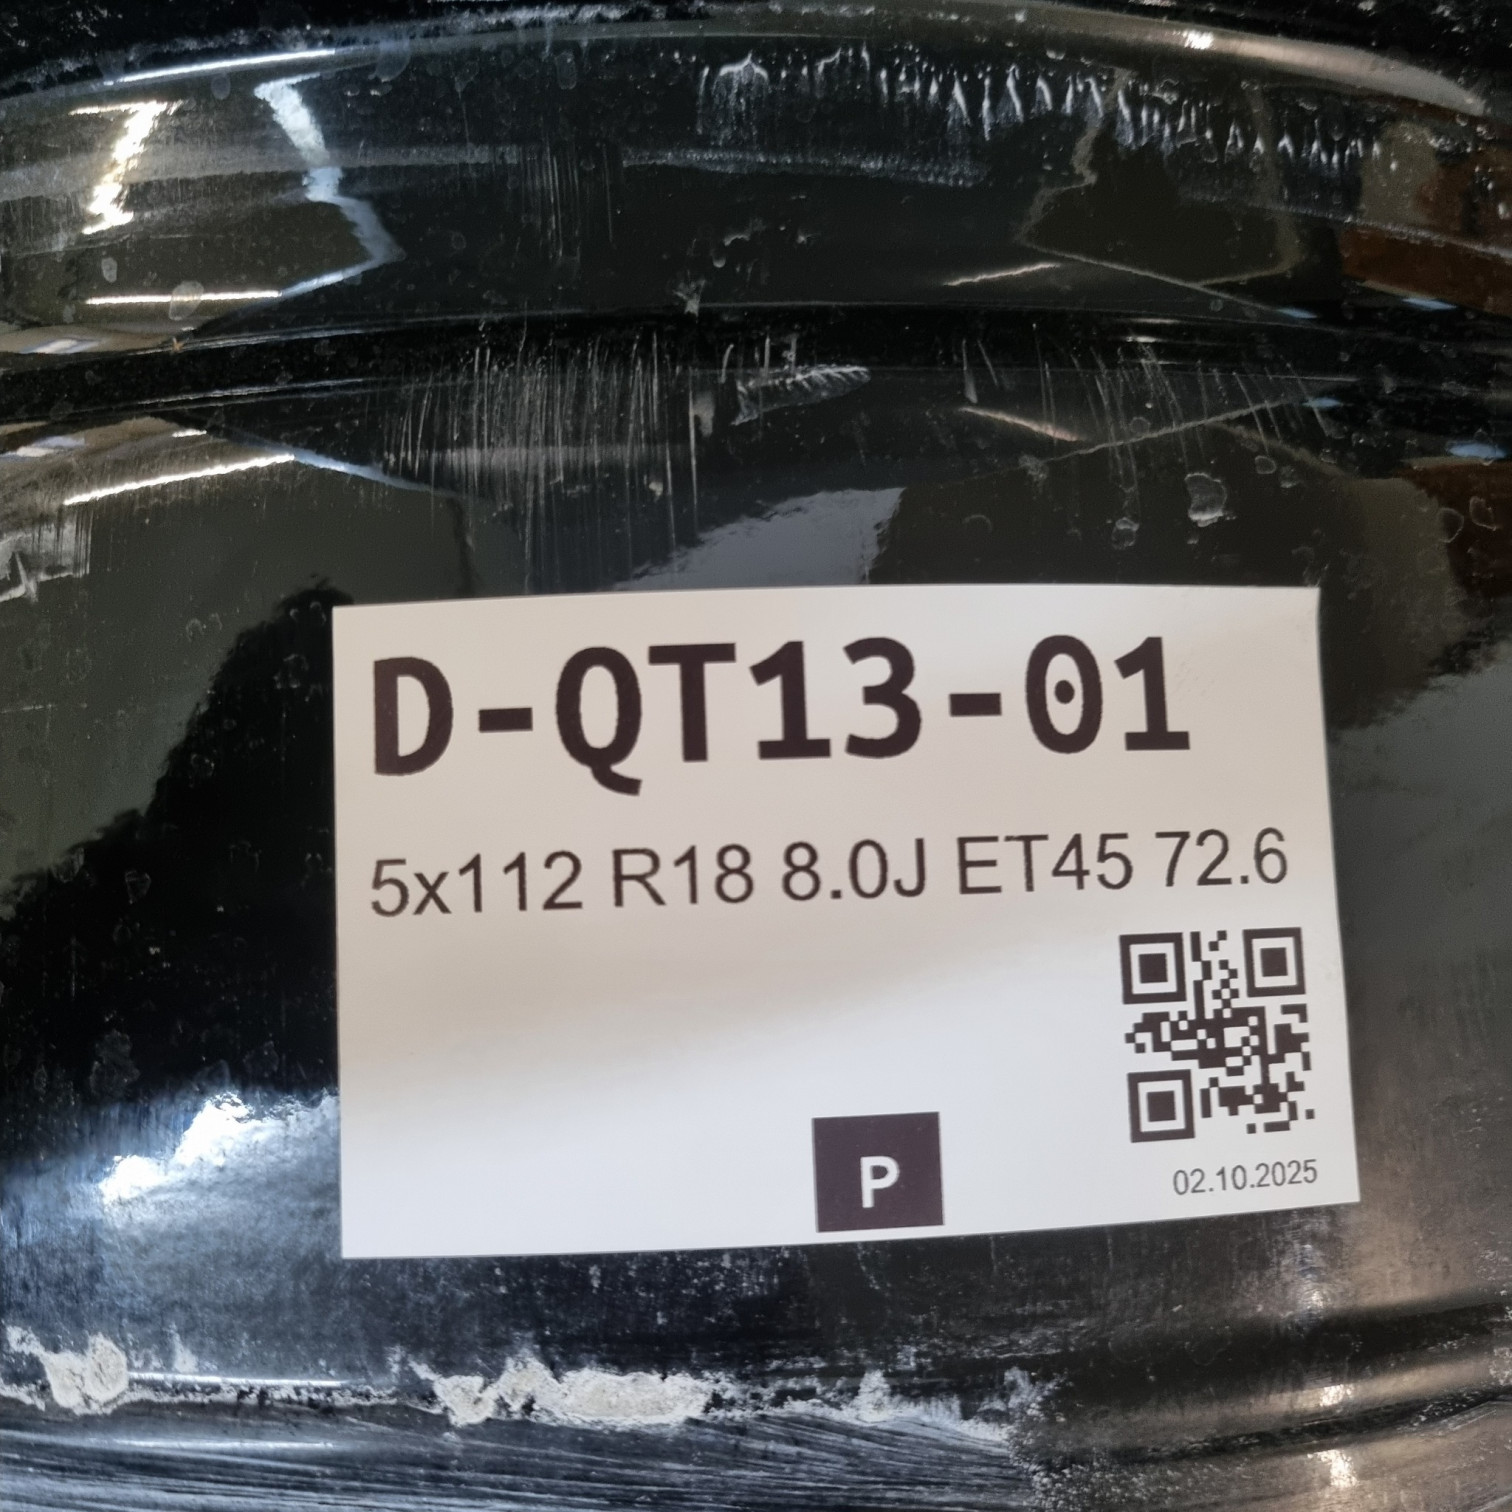 D-QT13-01
5x112 R18 8.0J ET45 72.6
P
02.10.2025